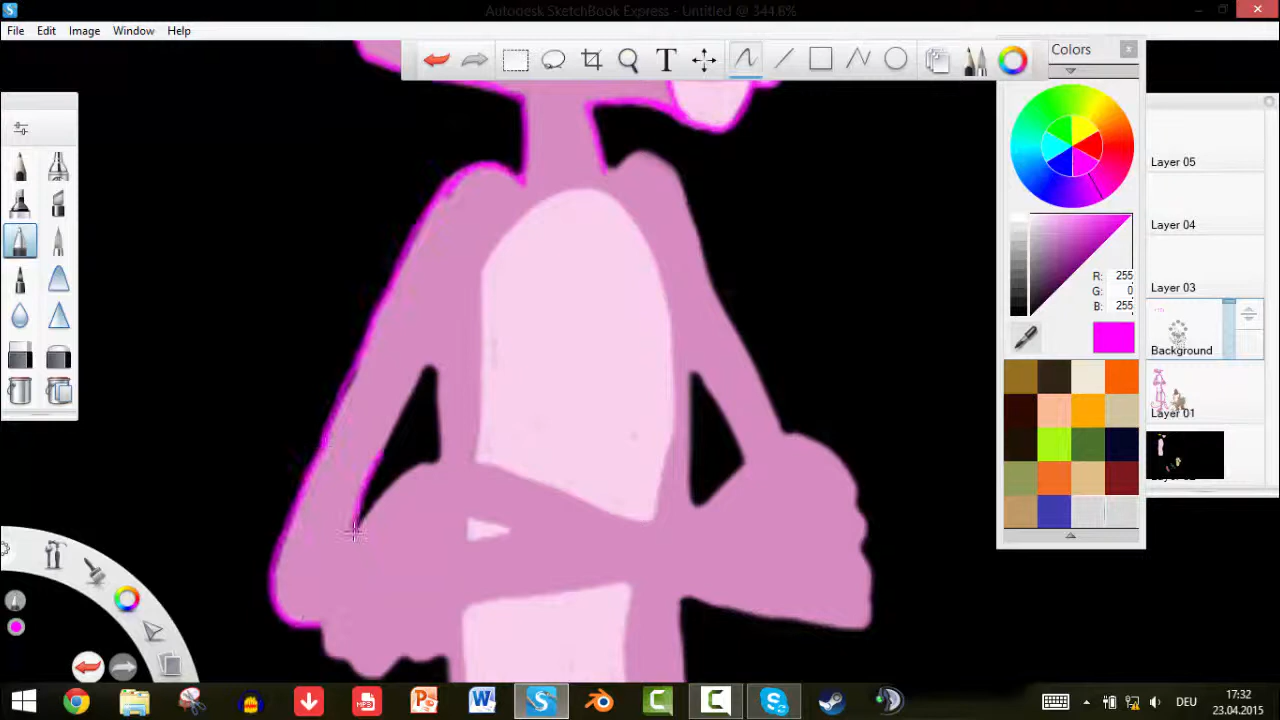 Autodesk SketchBook Express - Untitled @ 344.6%
File Edit Image Window Help
T
Colors
R: 255
G: 0
B: 255
Layer 05
Layer 04
Layer 03
Background
Layer 01
DEU
17:32
23.04.2015